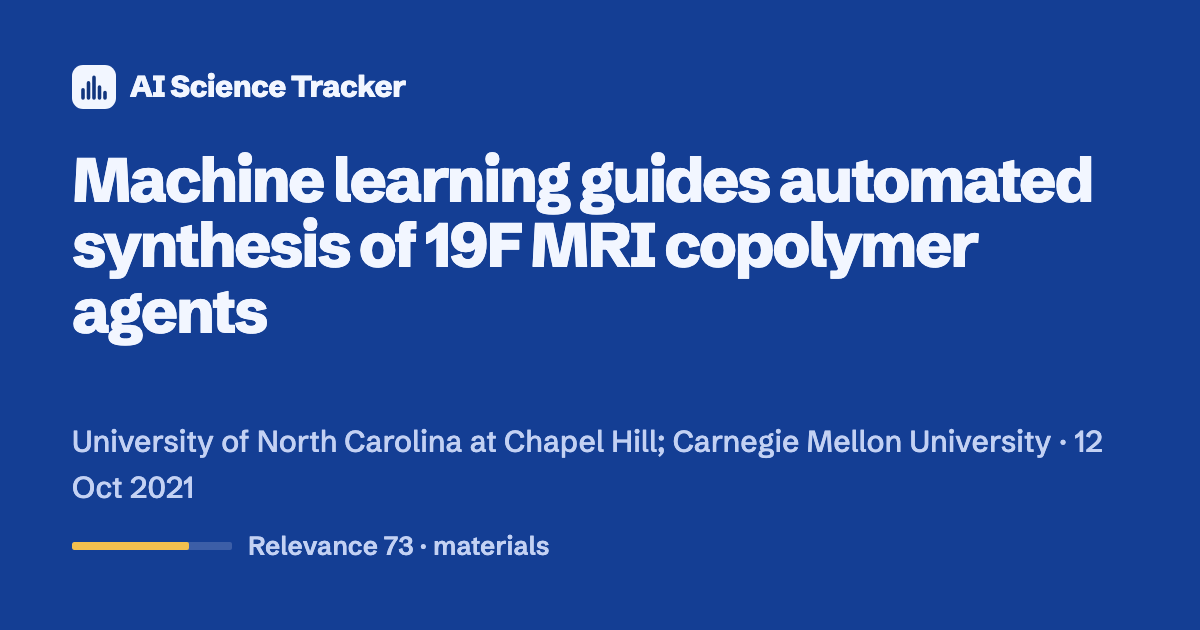 AI Science Tracker
Machine learning guides automated
synthesis of 19F MRI copolymer
agents
University of North Carolina at Chapel Hill; Carnegie Mellon University · 12
Oct 2021
Relevance 73 · materials